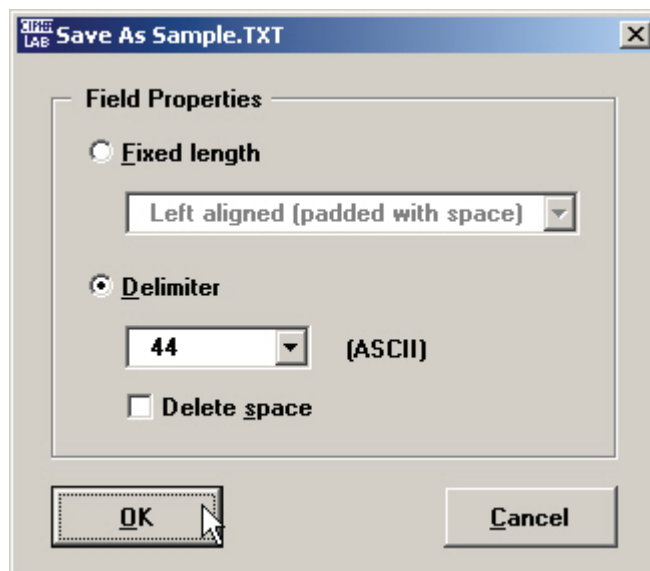 LAB Save As Sample.TXT
Field Properties
Fixed length
Left aligned (padded with space)
Delimiter
44 (ASCII)
Delete space
OK Cancel